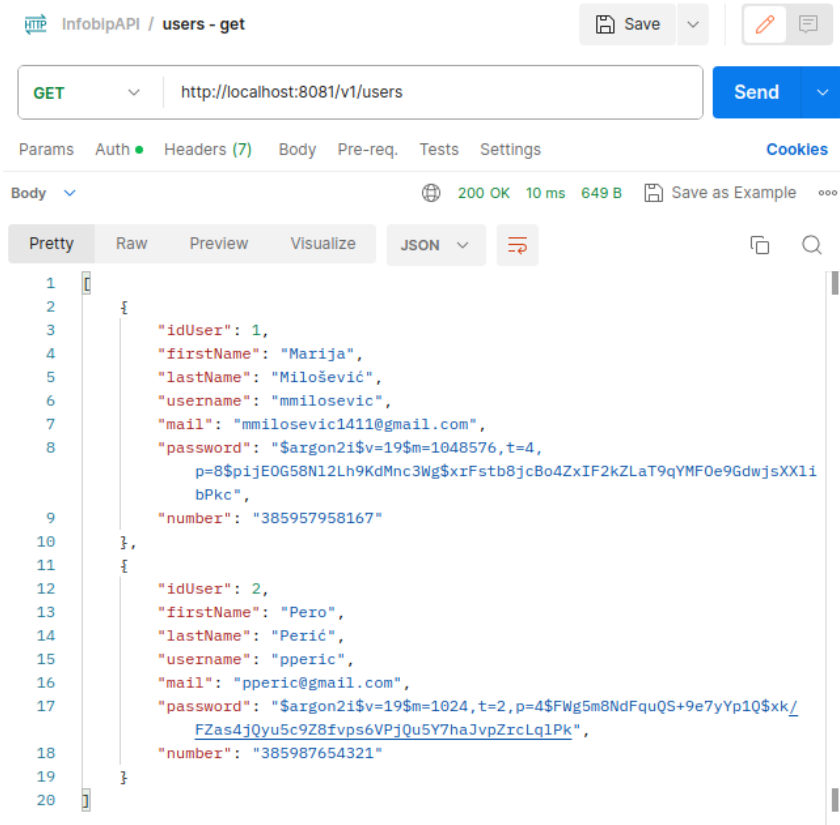 HTTP InfobipAPI / users - get Save
GET http://localhost:8081/v1/users Send
Params Auth Headers (7) Body Pre-req. Tests Settings Cookies
Body 200 OK 10 ms 649 B Save as Example
Pretty Raw Preview Visualize JSON
1 [
2 {
3 "idUser": 1,
4 "firstName": "Marija",
5 "lastName": "Milošević",
6 "username": "mmilosevic",
7 "mail": "mmilosevic1411@gmail.com",
8 "password": "$argon2i$v=19$m=1048576,t=4,
p=8$pijEOG58Nl2Lh9KdMnc3Wg$xrFstb8jcBo4ZxIF2kZLaT9qYMFOe9GdwjsXXli
bPkc",
9 "number": "385957958167"
10 },
11 {
12 "idUser": 2,
13 "firstName": "Pero",
14 "lastName": "Perić",
15 "username": "pperic",
16 "mail": "pperic@gmail.com",
17 "password": "$argon2i$v=19$m=1024,t=2,p=4$FWg5m8NdFquQS+9e7yYp1Q$xk/
FZas4jQyu5c9Z8fvps6VPjQu5Y7haJvpZrcLqlPk",
18 "number": "385987654321"
19 }
20 ]